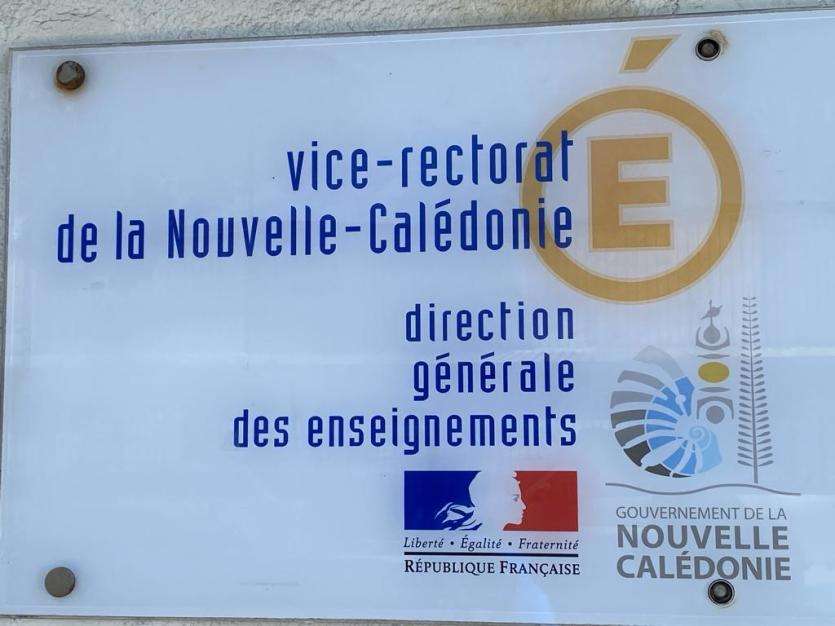 É
vice-rectorat
de la Nouvelle-Calédonie
direction
générale
des enseignements
Liberté • Égalité • Fraternité
RÉPUBLIQUE FRANÇAISE
GOUVERNEMENT DE LA
NOUVELLE
CALÉDONIE